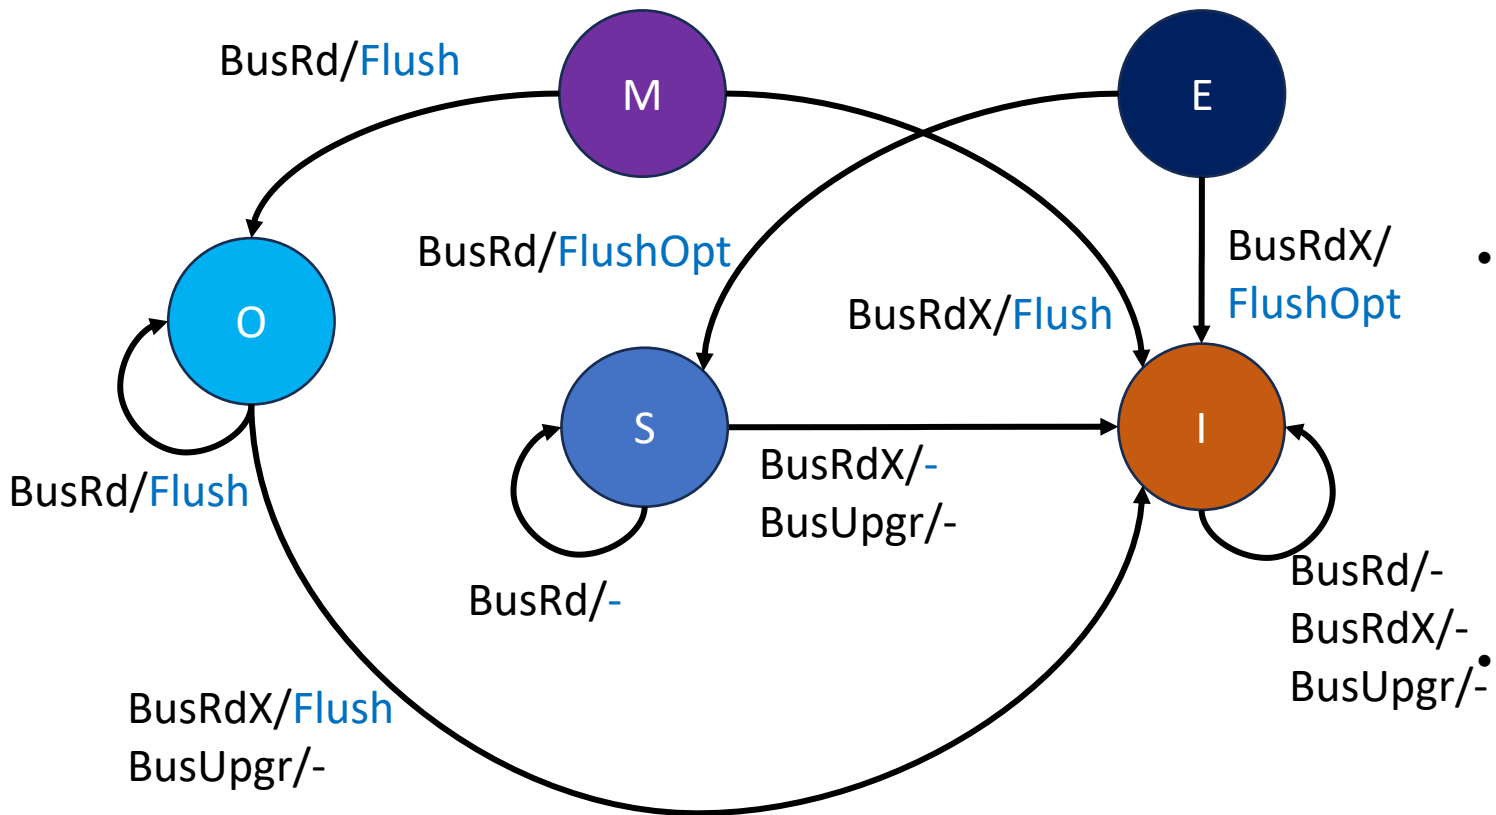 BusRd/Flush
M
E
BusRd/FlushOpt
BusRdX/
FlushOpt
•
BusRdX/Flush
O
S
I
BusRd/Flush
BusRdX/-
BusUpgr/-
BusRd/-
BusRd/-
BusRdX/-
BusUpgr/-
•
BusRdX/Flush
BusUpgr/-